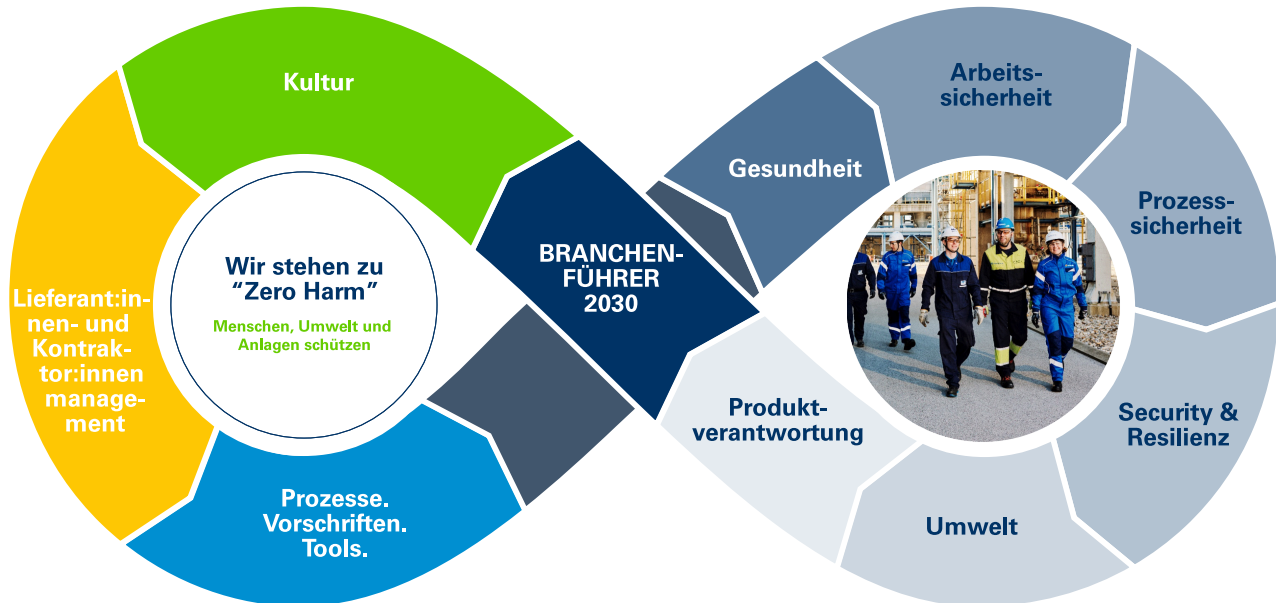 Kultur
Lieferant:in-
nen- und
Kontrak-
tor:innen
manage-
ment
Wir stehen zu
“Zero Harm”
Menschen, Umwelt und
Anlagen schützen
Prozesse.
Vorschriften.
Tools.
BRANCHEN-
FÜHRER
2030
Gesundheit
Arbeits-
sicherheit
Prozess-
sicherheit
Security &
Resilienz
Umwelt
Produkt-
verantwortung